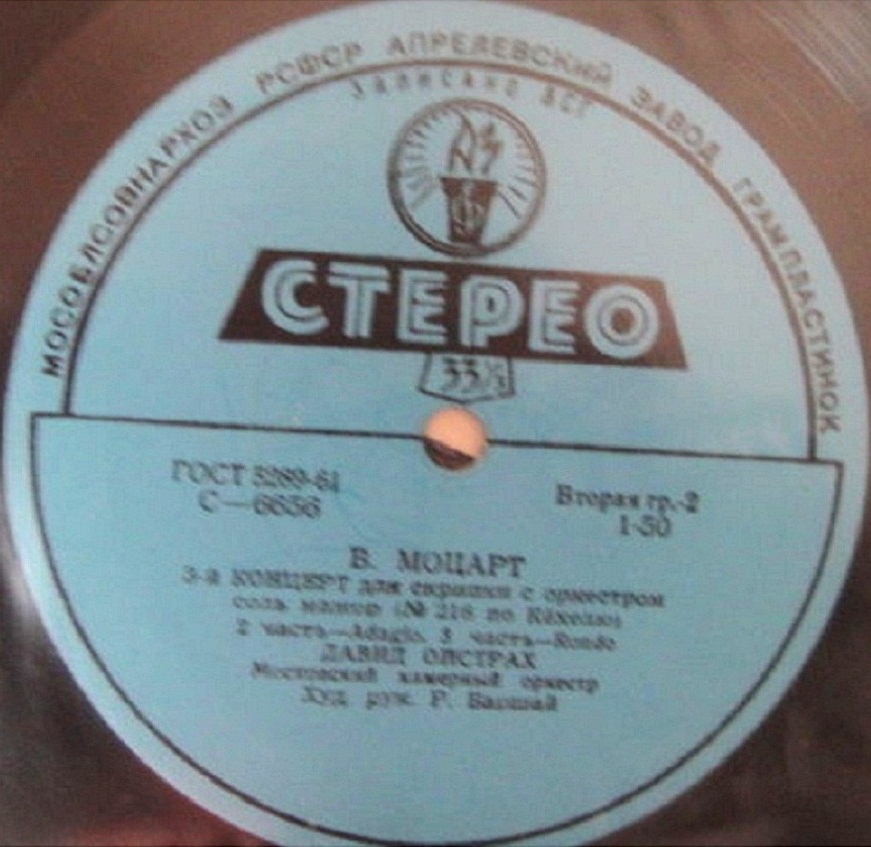 МОСОБЛСОВНАРХОЗ РСФСР АПРЕЛЕВСКИЙ ЗАВОД ГРАМПЛАСТИНОК
Записано ВСГ
СТЕРЕО
33⅓
ГОСТ 5289-61
С—6656
Вторая гр.-2
1-50
В. МОЦАРТ
3-й КОНЦЕРТ для скрипки с оркестром
соль мажор (№ 216 по Кёхелю)
2 часть—Adagio, 3 часть—Rondo
ДАВИД ОЙСТРАХ
Московский камерный оркестр
Худ. рук. Р. Баршай